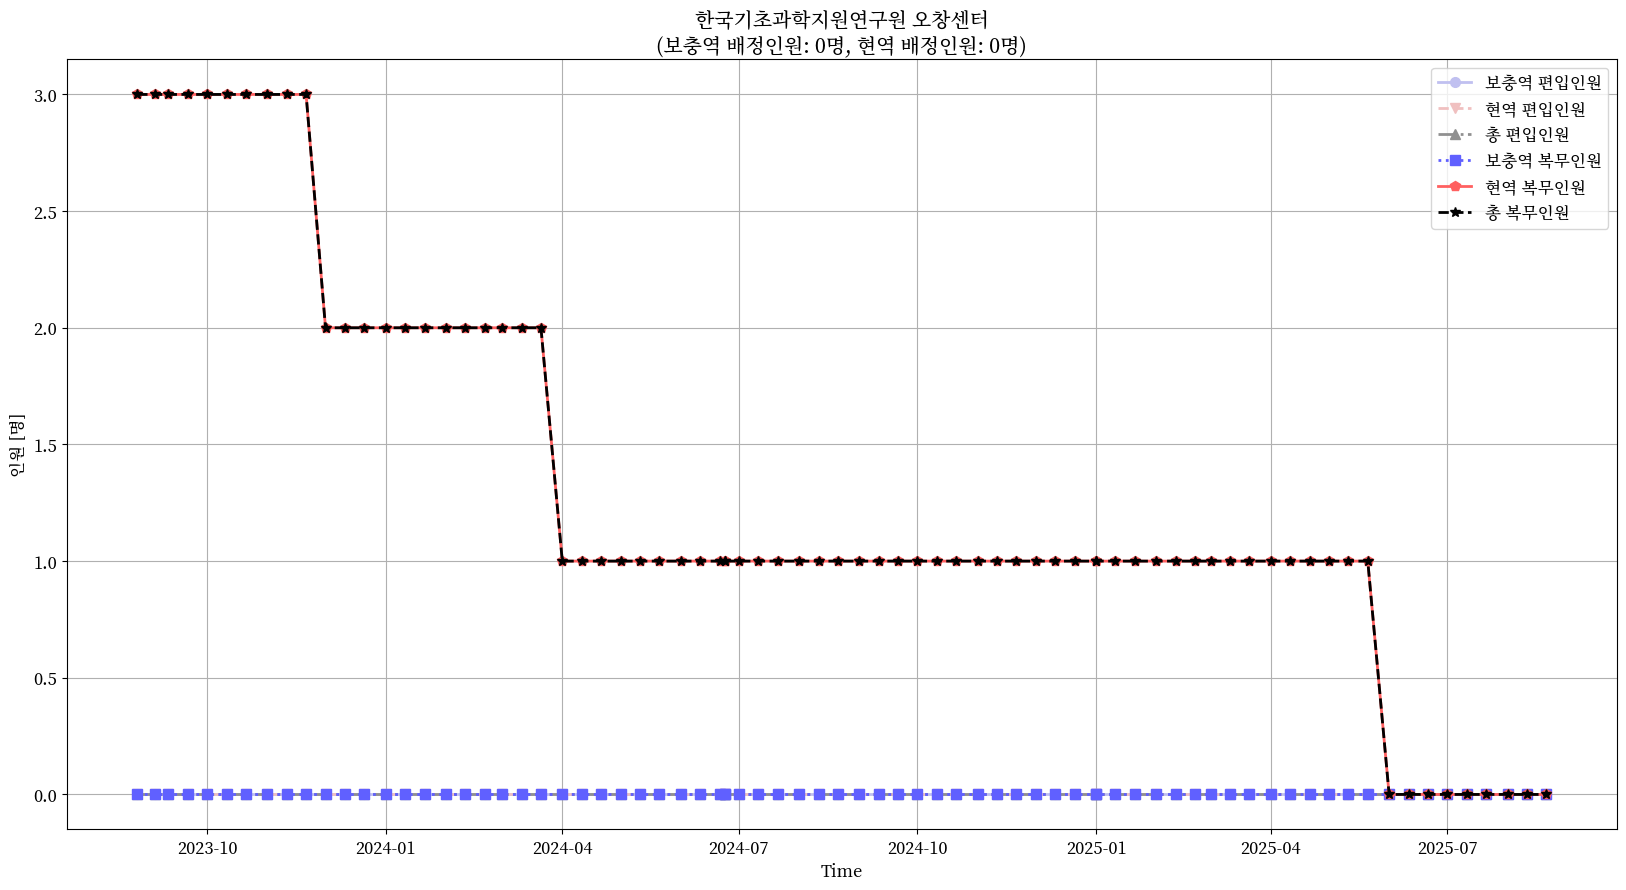 한국기초과학지원연구원 오창센터
(보충역 배정인원: 0명, 현역 배정인원: 0명)
보충역 편입인원
현역 편입인원
총 편입인원
보충역 복무인원
현역 복무인원
총 복무인원
인원 [명]
3.0
2.5
2.0
1.5
1.0
0.5
0.0
2023-10
2024-01
2024-04
2024-07
2024-10
2025-01
2025-04
2025-07
Time